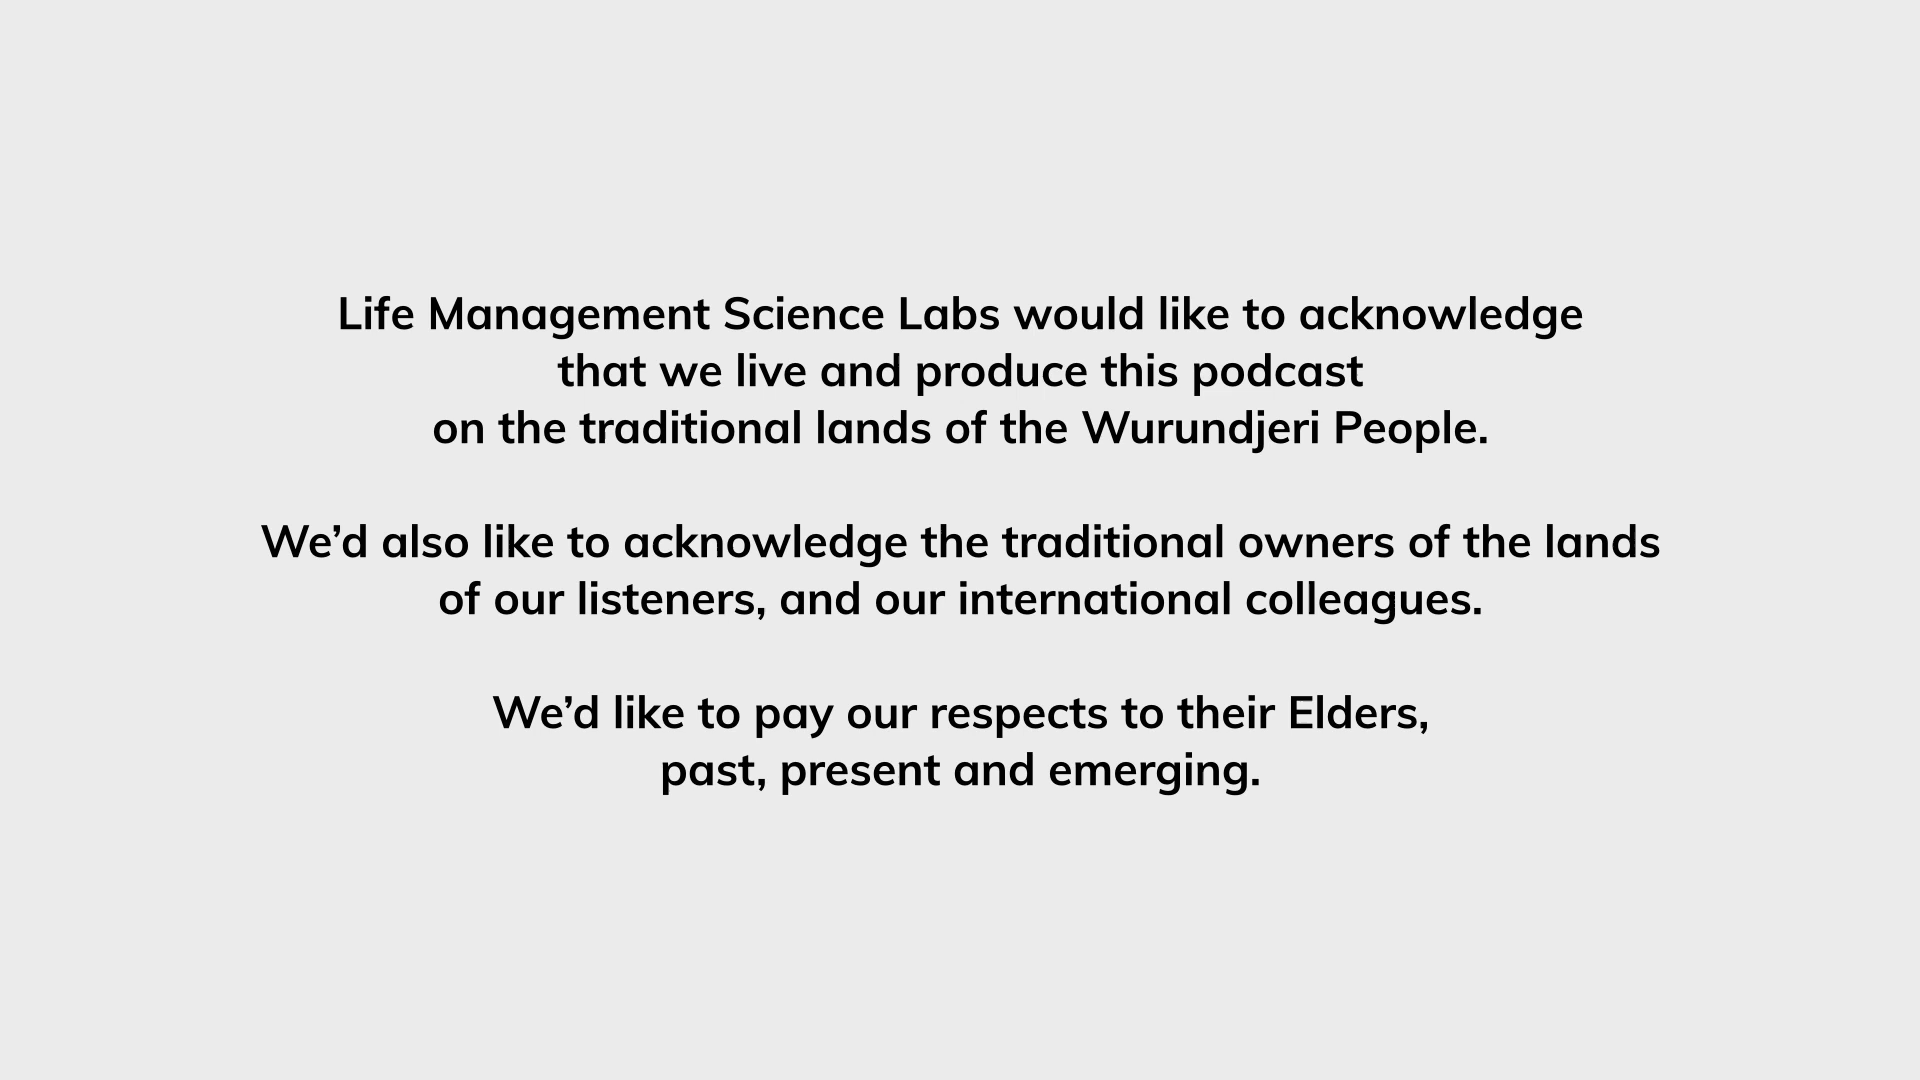 Life Management Science Labs would like to acknowledge
that we live and produce this podcast
on the traditional lands of the Wurundjeri People.
We’d also like to acknowledge the traditional owners of the lands
of our listeners, and our international colleagues.
We’d like to pay our respects to their Elders,
past, present and emerging.